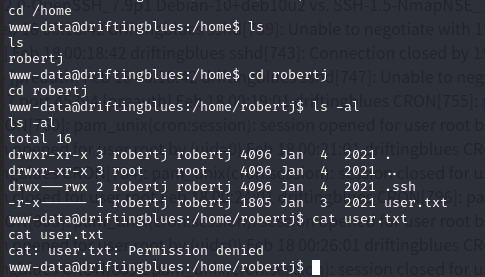 cd /home
www-data@driftingblues:/home$ ls
ls
robertj
www-data@driftingblues:/home$ cd robertj
cd robertj
www-data@driftingblues:/home/robertj$ ls -al
ls -al
total 16
drwxr-xr-x 3 robertj robertj 4096 Jan  4  2021 .
drwxr-xr-x 3 root    root    4096 Jan  4  2021 ..
drwx---rwx 2 robertj robertj 4096 Jan  4  2021 .ssh
-r-x------ 1 robertj robertj 1805 Jan  3  2021 user.txt
www-data@driftingblues:/home/robertj$ cat user.txt
cat user.txt
cat: user.txt: Permission denied
www-data@driftingblues:/home/robertj$